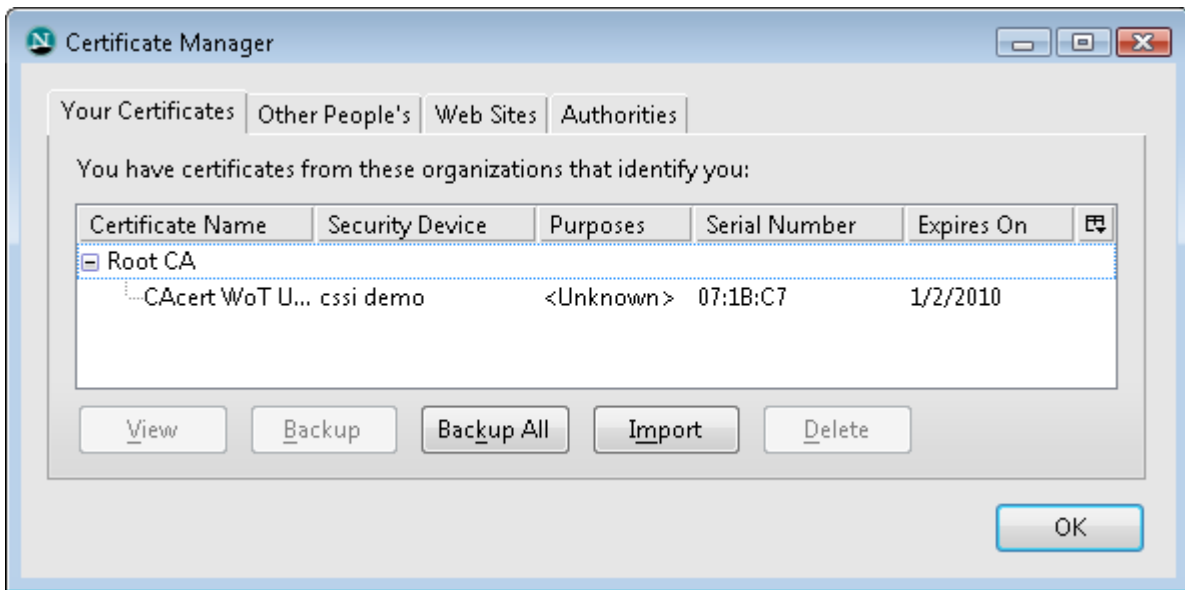 Certificate Manager
Your Certificates Other People's Web Sites Authorities
You have certificates from these organizations that identify you:
Certificate Name Security Device Purposes Serial Number Expires On
Root CA
CAcert WoT U... cssi demo <Unknown> 07:1B:C7 1/2/2010
View Backup Backup All Import Delete
OK